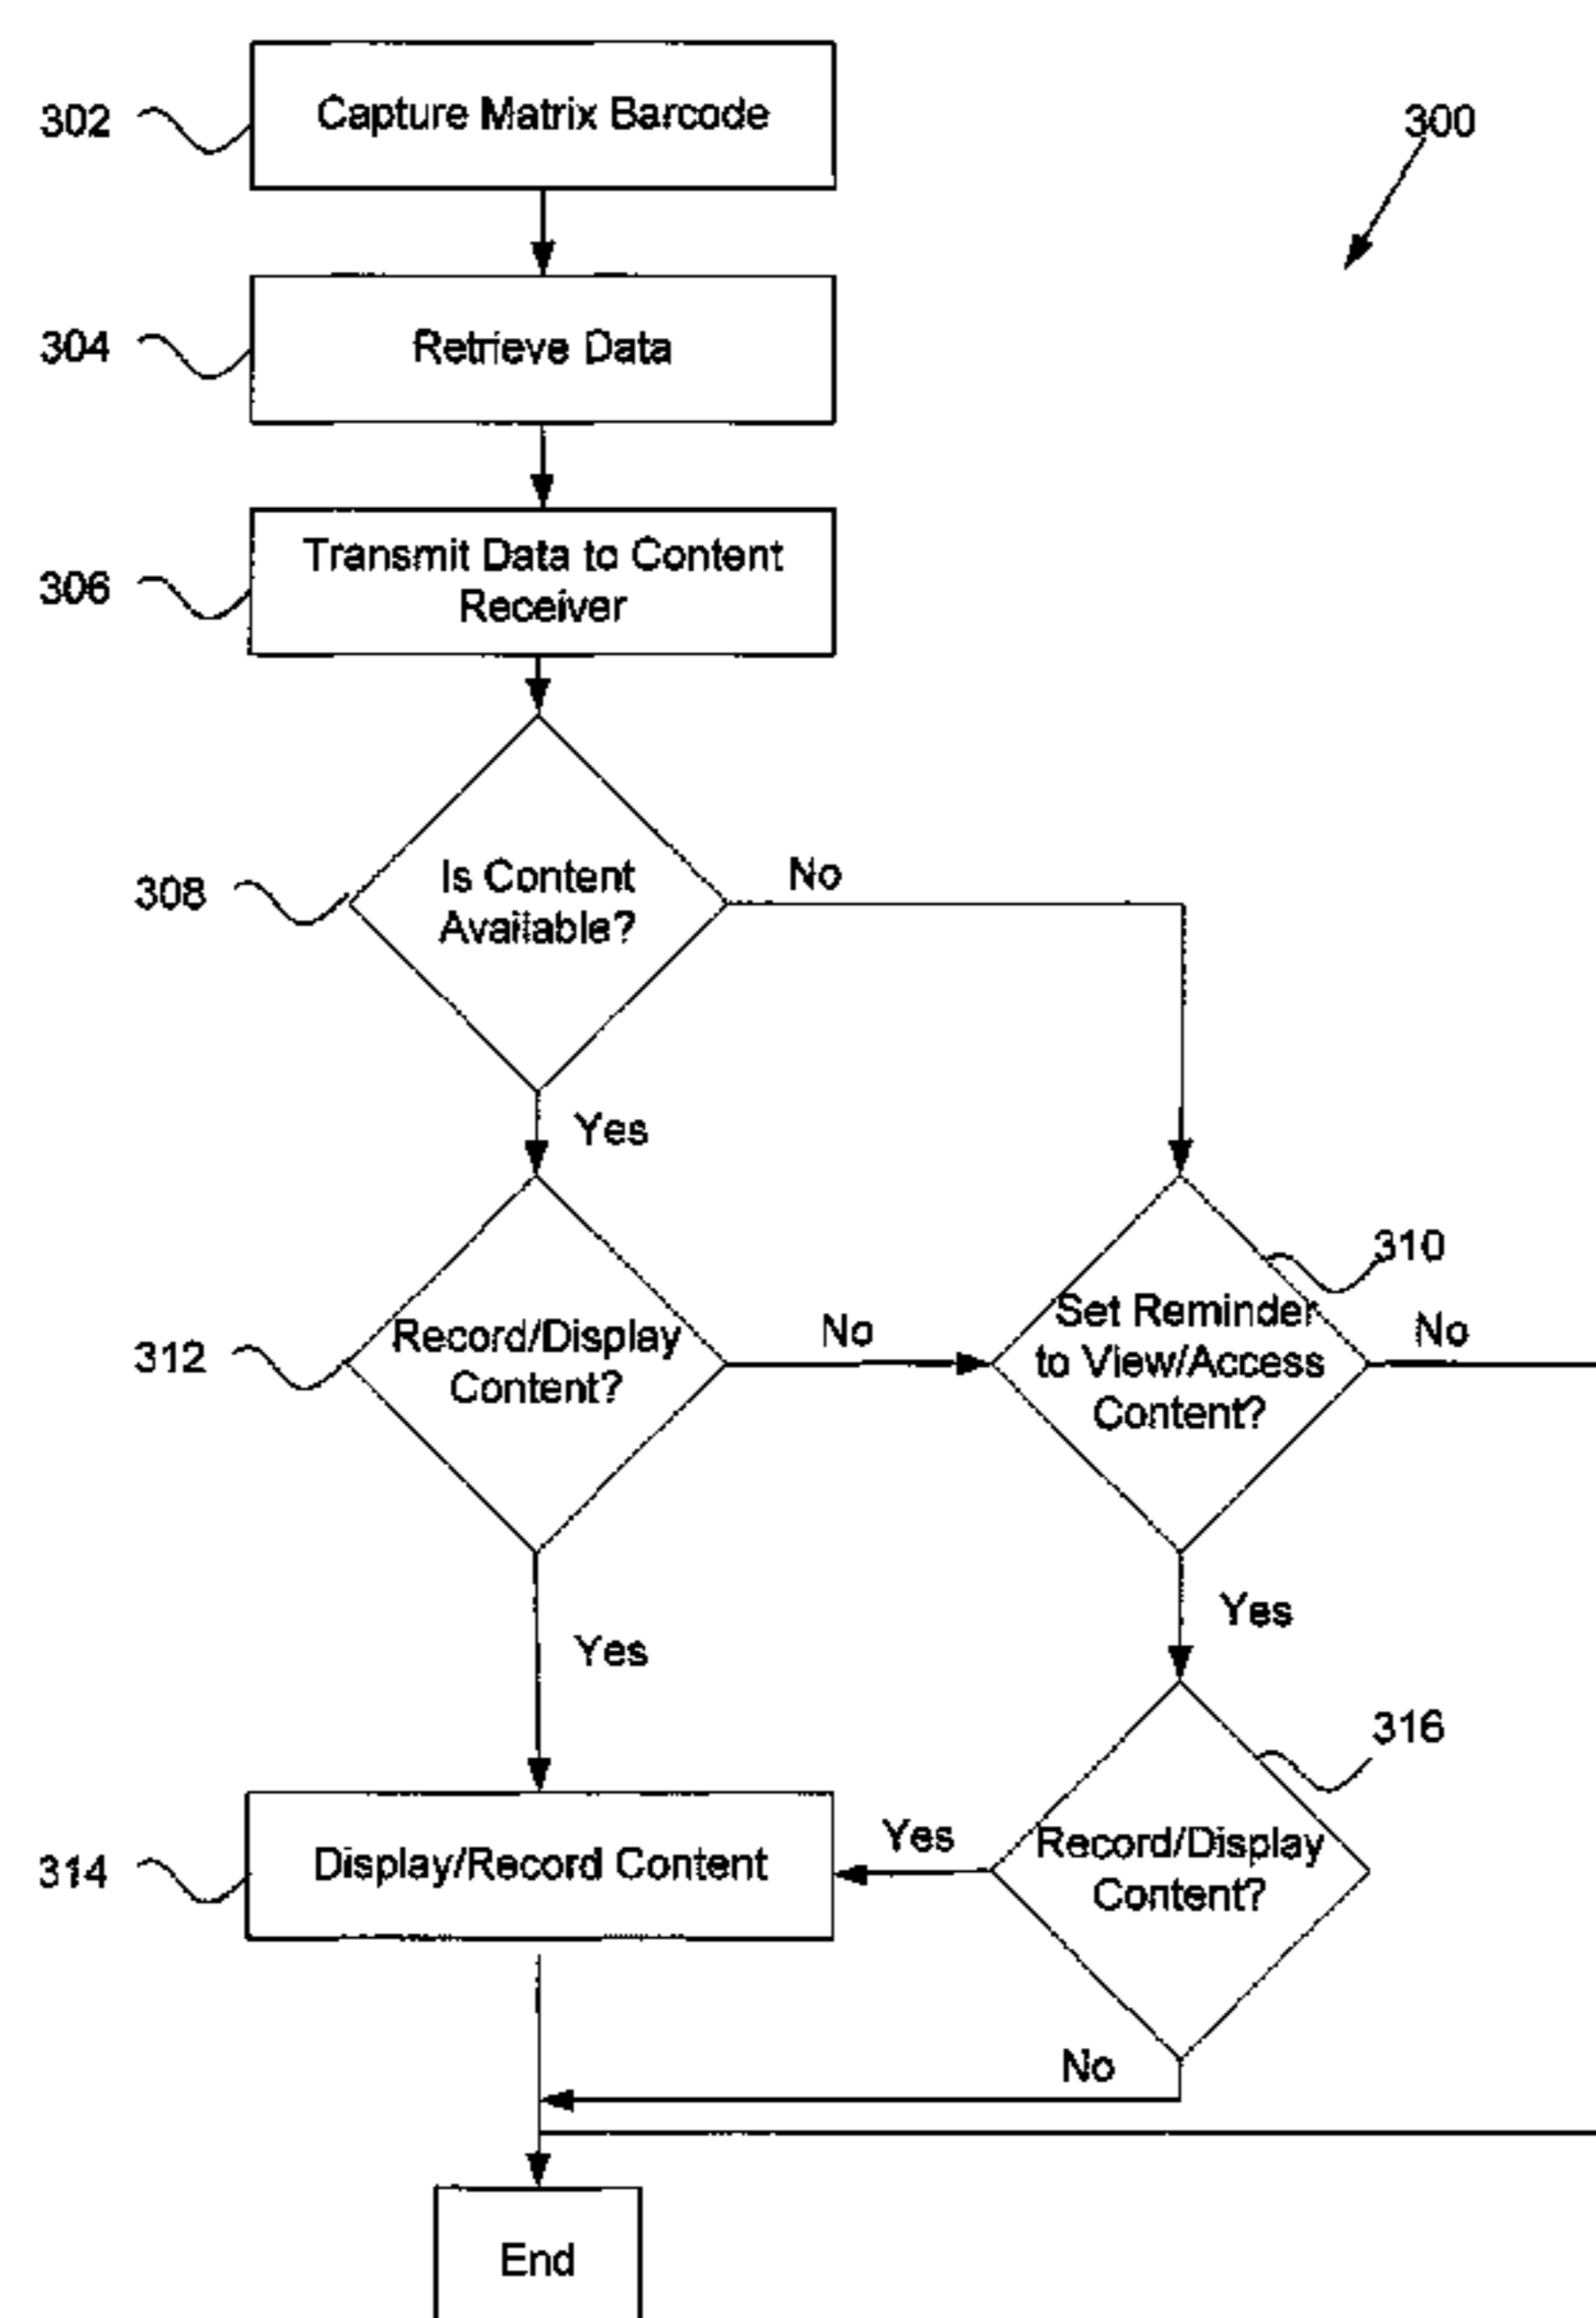 302
Capture Matrix Barcode
300
304
Retrieve Data
306
Transmit Data to Content
Receiver
308
Is Content
Available?
No
Yes
312
Record/Display
Content?
No
310
Set Reminder
to View/Access
Content?
No
Yes
Yes
316
314
Display/Record Content
Yes
Record/Display
Content?
No
End